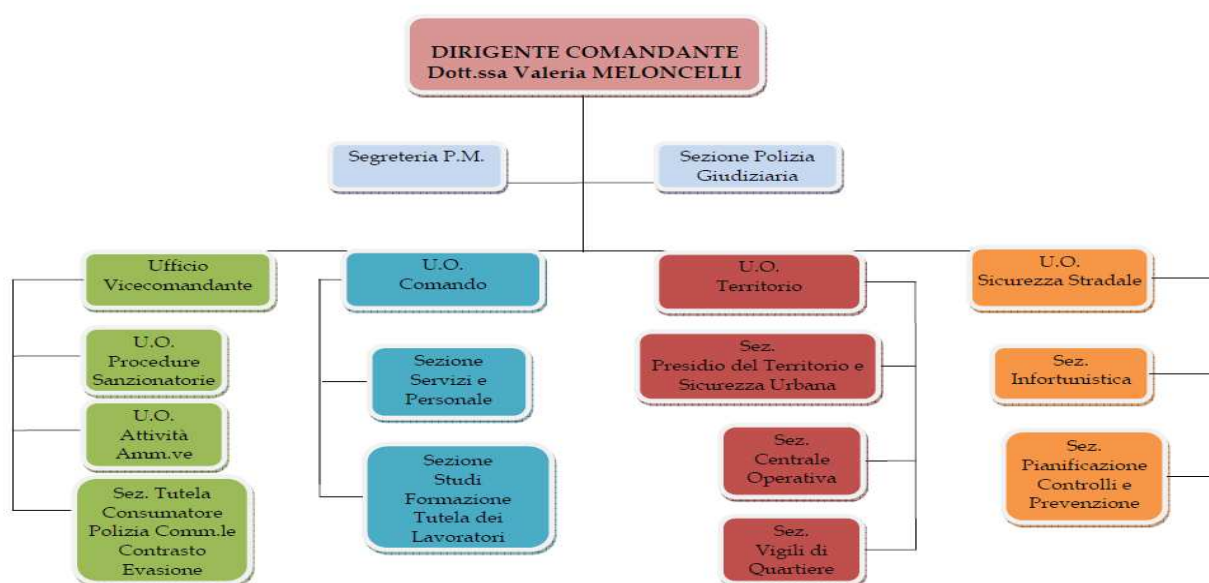 DIRIGENTE COMANDANTE
Dott.ssa Valeria MELONCELLI
Segreteria P.M.
Sezione Polizia
Giudiziaria
Ufficio
Vicecomandante
U.O.
Procedure
Sanzionatorie
U.O.
Attività
Amm.ve
Sez. Tutela
Consumatore
Polizia Comm.le
Contrasto
Evasione
U.O.
Comando
Sezione
Servizi e
Personale
Sezione
Studi
Formazione
Tutela dei
Lavoratori
U.O.
Territorio
Sez.
Presidio del Territorio e
Sicurezza Urbana
Sez.
Centrale
Operativa
Sez.
Vigili di
Quartiere
U.O.
Sicurezza Stradale
Sez.
Infortunistica
Sez.
Pianificazione
Controlli e
Prevenzione